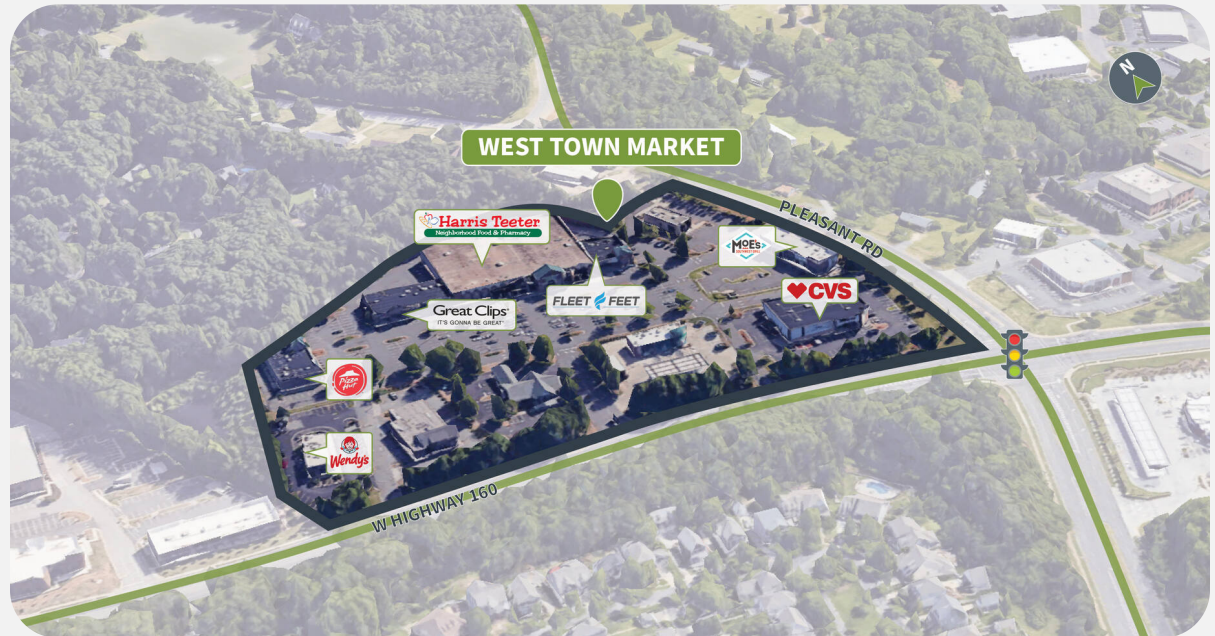 N
WEST TOWN MARKET
PLEASANT RD
Harris Teeter
Neighborhood Food & Pharmacy
MOE's
CVS
FLEET FEET
Great Clips®
IT'S GONNA BE GREAT®
Pizza
Hut
Wendy's
W HIGHWAY 160